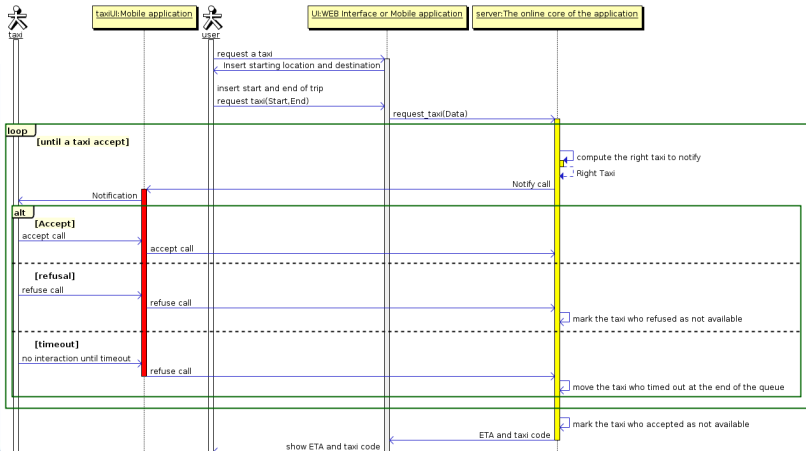 taxiUI:Mobile application
UI:WEB Interface or Mobile application
server:The online core of the application
taxi
user
request a taxi
Insert starting location and destination
insert start and end of trip
request taxi(Start,End)
request_taxi(Data)
loop
[until a taxi accept]
compute the right taxi to notify
Right Taxi
Notify call
Notification
alt
[Accept]
accept call
accept call
[refusal]
refuse call
refuse call
mark the taxi who refused as not available
[timeout]
no interaction until timeout
refuse call
move the taxi who timed out at the end of the queue
mark the taxi who accepted as not available
ETA and taxi code
show ETA and taxi code